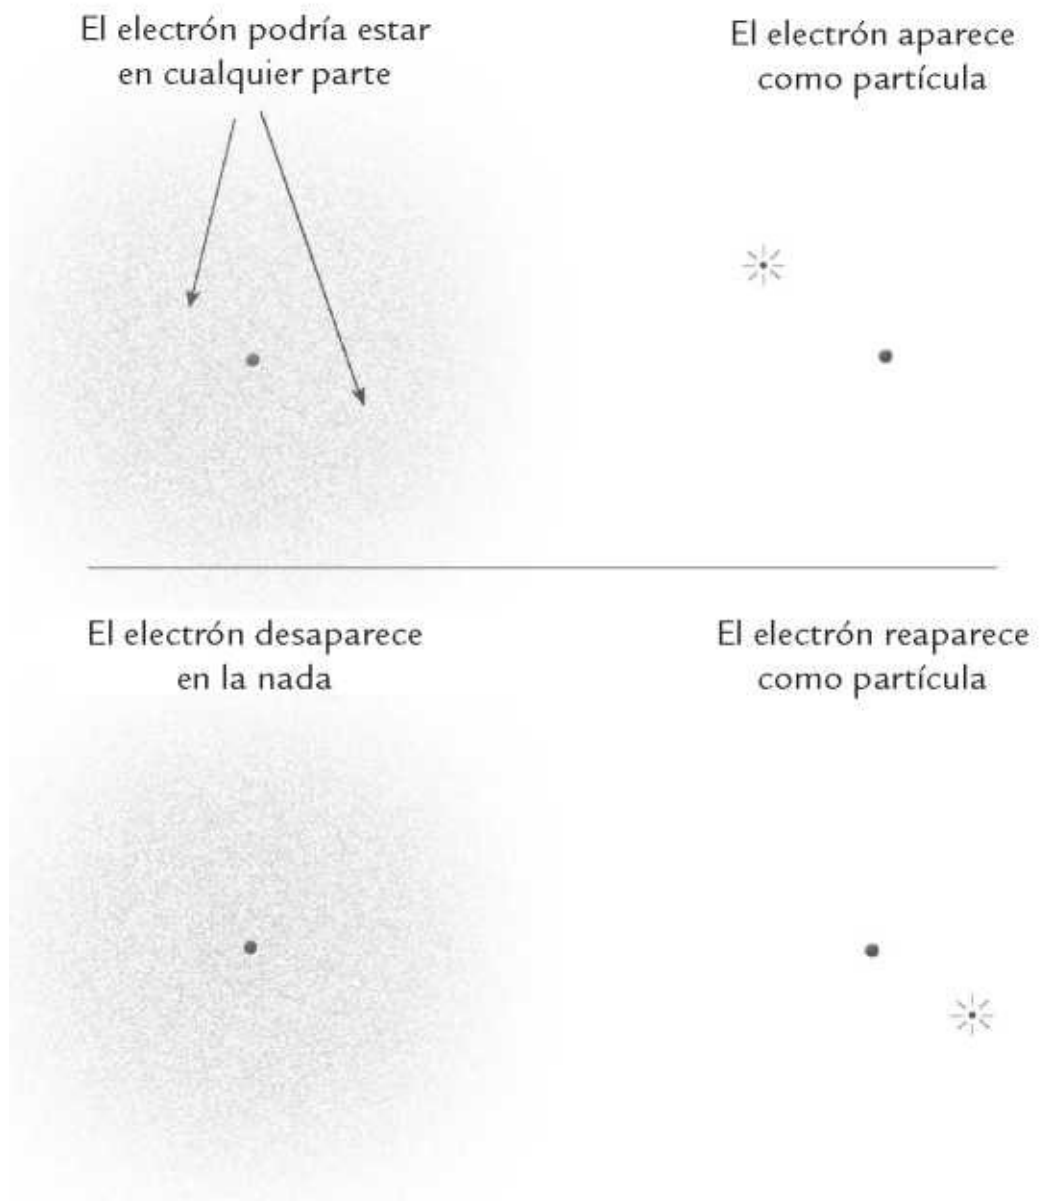 El electrón podría estar
en cualquier parte
El electrón aparece
como partícula
El electrón desaparece
en la nada
El electrón reaparece
como partícula